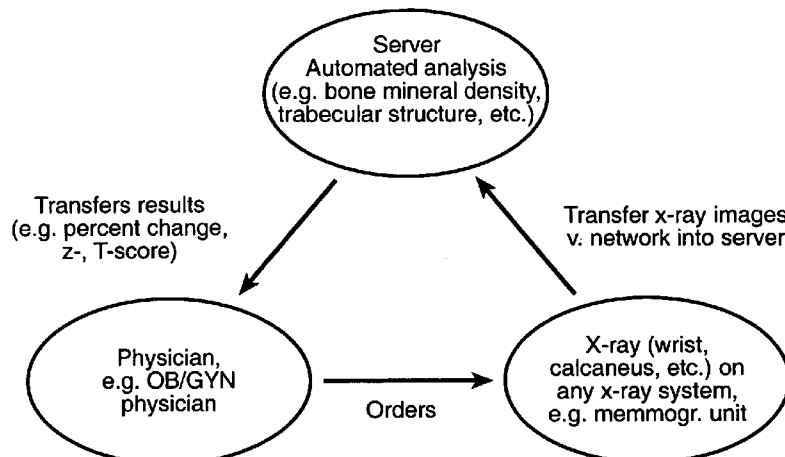 Server
Automated analysis
(e.g. bone mineral density,
trabecular structure, etc.)
Transfers results
(e.g. percent change,
z-, T-score)
Transfer x-ray images
v. network into server
Physician,
e.g. OB/GYN
physician
Orders
X-ray (wrist,
calcaneus, etc.) on
any x-ray system,
e.g. memmogr. unit